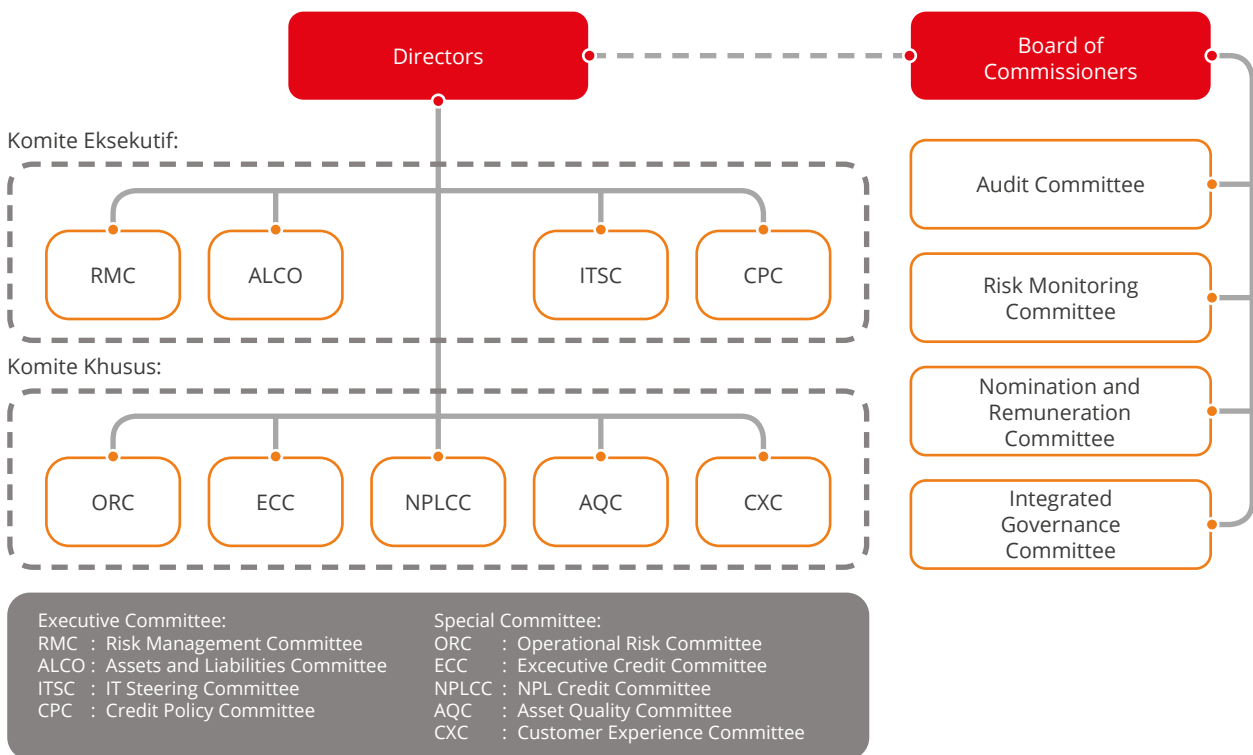 Directors
Board of
Commissioners
Komite Eksekutif:
RMC
ALCO
ITSC
CPC
Komite Khusus:
ORC
ECC
NPLCC
AQC
CXC
Audit Committee
Risk Monitoring
Committee
Nomination and
Remuneration
Committee
Integrated
Governance
Committee
Executive Committee:
RMC : Risk Management Committee
ALCO : Assets and Liabilities Committee
ITSC : IT Steering Committee
CPC : Credit Policy Committee
Special Committee:
ORC : Operational Risk Committee
ECC : Excecutive Credit Committee
NPLCC : NPL Credit Committee
AQC : Asset Quality Committee
CXC : Customer Experience Committee